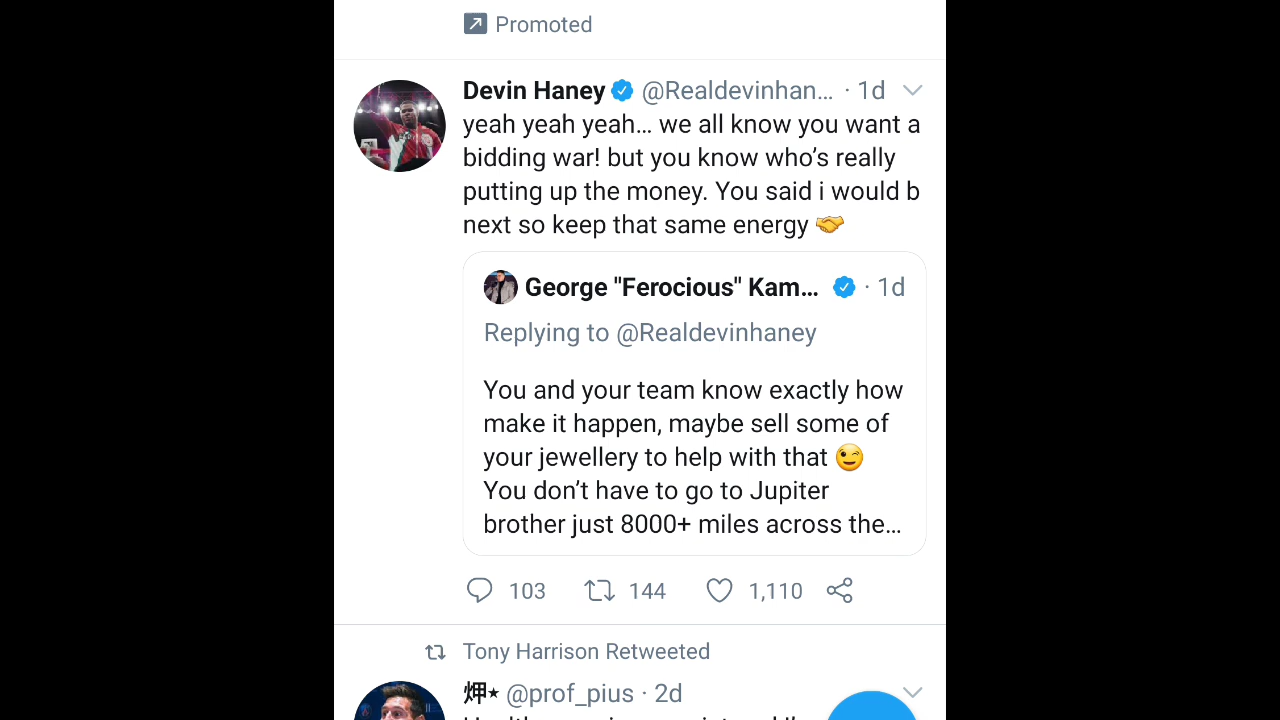 Promoted
Devin Haney @Realdevinhan... · 1d
yeah yeah yeah... we all know you want a
bidding war! but you know who's really
putting up the money. You said i would b
next so keep that same energy 🤝
George "Ferocious" Kam... · 1d
Replying to @Realdevinhaney
You and your team know exactly how
make it happen, maybe sell some of
your jewellery to help with that 😉
You don't have to go to Jupiter
brother just 8000+ miles across the...
103 144 1,110
Tony Harrison Retweeted
@prof_pius · 2d